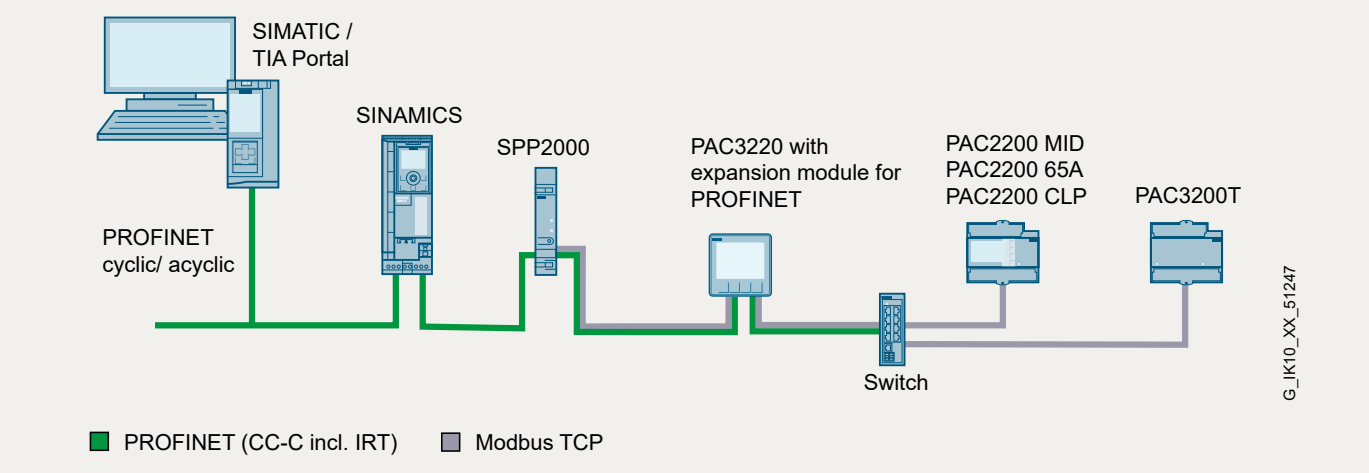 SIMATIC /
TIA Portal
SINAMICS
SPP2000
PAC3220 with
expansion module for
PROFINET
PAC2200 MID
PAC2200 65A
PAC2200 CLP
PAC3200T
PROFINET
cyclic/ acyclic
Switch
G_IK10_XX_51247
PROFINET (CC-C incl. IRT)
Modbus TCP